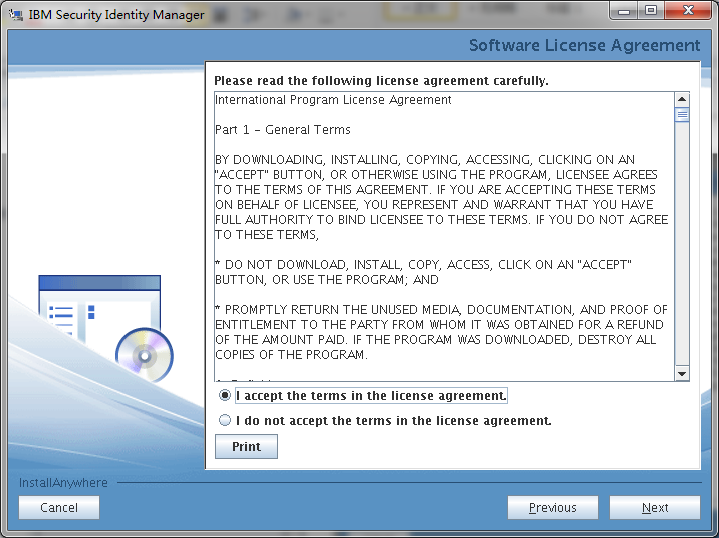 IBM Security Identity Manager
Software License Agreement
Please read the following license agreement carefully.
International Program License Agreement
Part 1 - General Terms
BY DOWNLOADING, INSTALLING, COPYING, ACCESSING, CLICKING ON AN
"ACCEPT" BUTTON, OR OTHERWISE USING THE PROGRAM, LICENSEE AGREES
TO THE TERMS OF THIS AGREEMENT. IF YOU ARE ACCEPTING THESE TERMS
ON BEHALF OF LICENSEE, YOU REPRESENT AND WARRANT THAT YOU HAVE
FULL AUTHORITY TO BIND LICENSEE TO THESE TERMS. IF YOU DO NOT AGREE
TO THESE TERMS,
* DO NOT DOWNLOAD, INSTALL, COPY, ACCESS, CLICK ON AN "ACCEPT"
BUTTON, OR USE THE PROGRAM; AND
* PROMPTLY RETURN THE UNUSED MEDIA, DOCUMENTATION, AND PROOF OF
ENTITLEMENT TO THE PARTY FROM WHOM IT WAS OBTAINED FOR A REFUND
OF THE AMOUNT PAID. IF THE PROGRAM WAS DOWNLOADED, DESTROY ALL
COPIES OF THE PROGRAM.
I accept the terms in the license agreement.
I do not accept the terms in the license agreement.
Print
InstallAnywhere
Cancel
Previous
Next